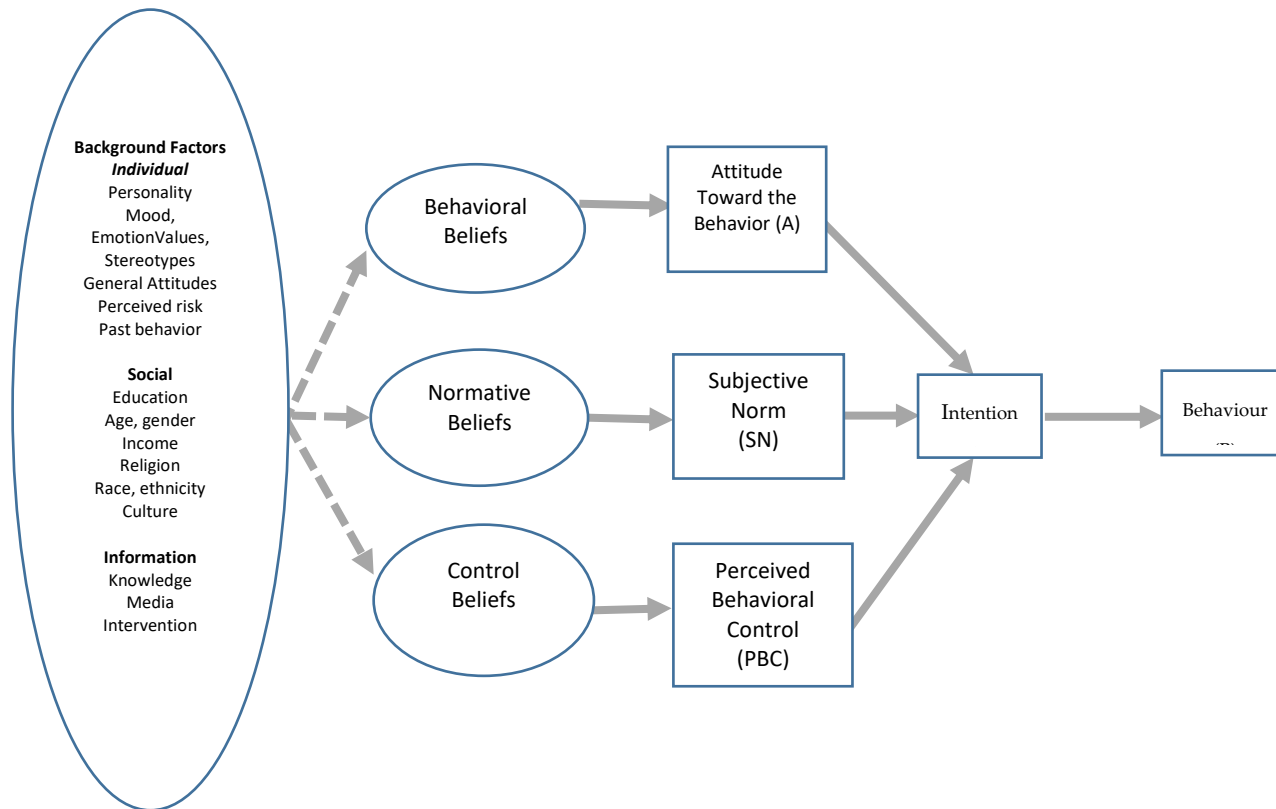 Background Factors
Individual
Personality
Mood,
EmotionValues,
Stereotypes
General Attitudes
Perceived risk
Past behavior
Social
Education
Age, gender
Income
Religion
Race, ethnicity
Culture
Information
Knowledge
Media
Intervention
Behavioral
Beliefs
Normative
Beliefs
Control
Beliefs
Attitude
Toward the
Behavior (A)
Subjective
Norm
(SN)
Perceived
Behavioral
Control
(PBC)
Intention
Behaviour